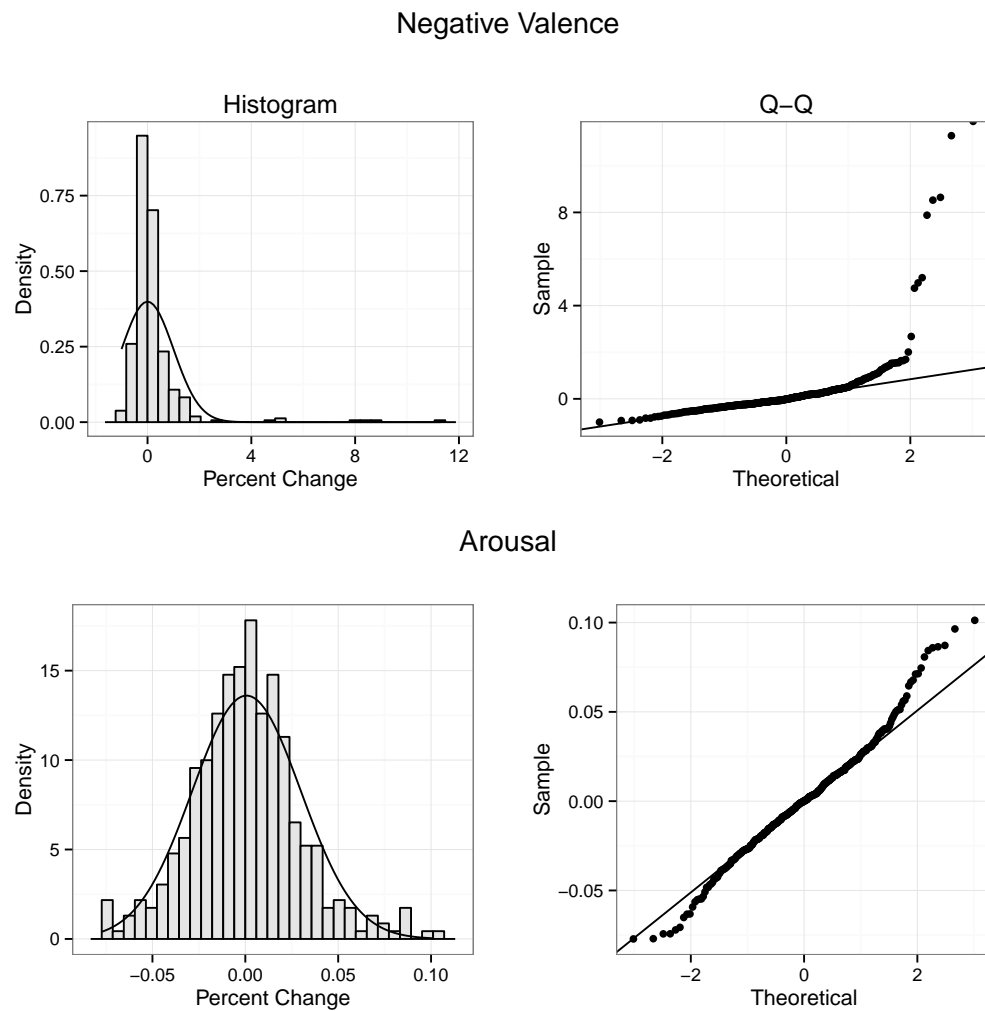 Negative Valence
Histogram
0.75
0.50
0.25
0.00
Density
0 4 8 12
Percent Change
Q−Q
8
4
0
Sample
−2 0 2
Theoretical
Arousal
15
10
5
0
Density
−0.05 0.00 0.05 0.10
Percent Change
0.10
0.05
0.00
−0.05
Sample
−2 0 2
Theoretical